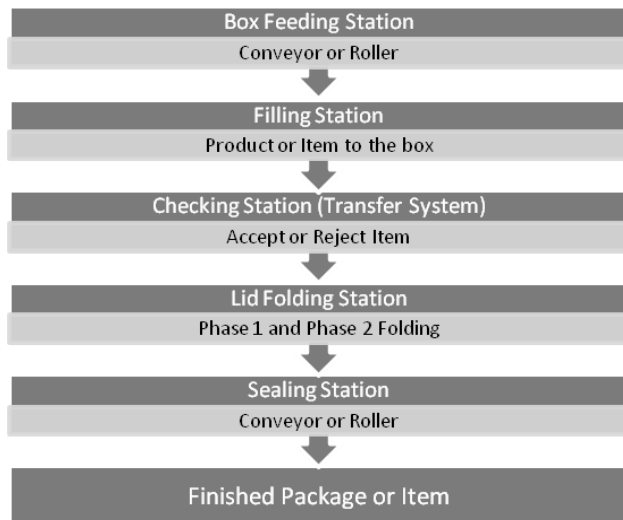 Box Feeding Station
Conveyor or Roller
Filling Station
Product or Item to the box
Checking Station (Transfer System)
Accept or Reject Item
Lid Folding Station
Phase 1 and Phase 2 Folding
Sealing Station
Conveyor or Roller
Finished Package or Item